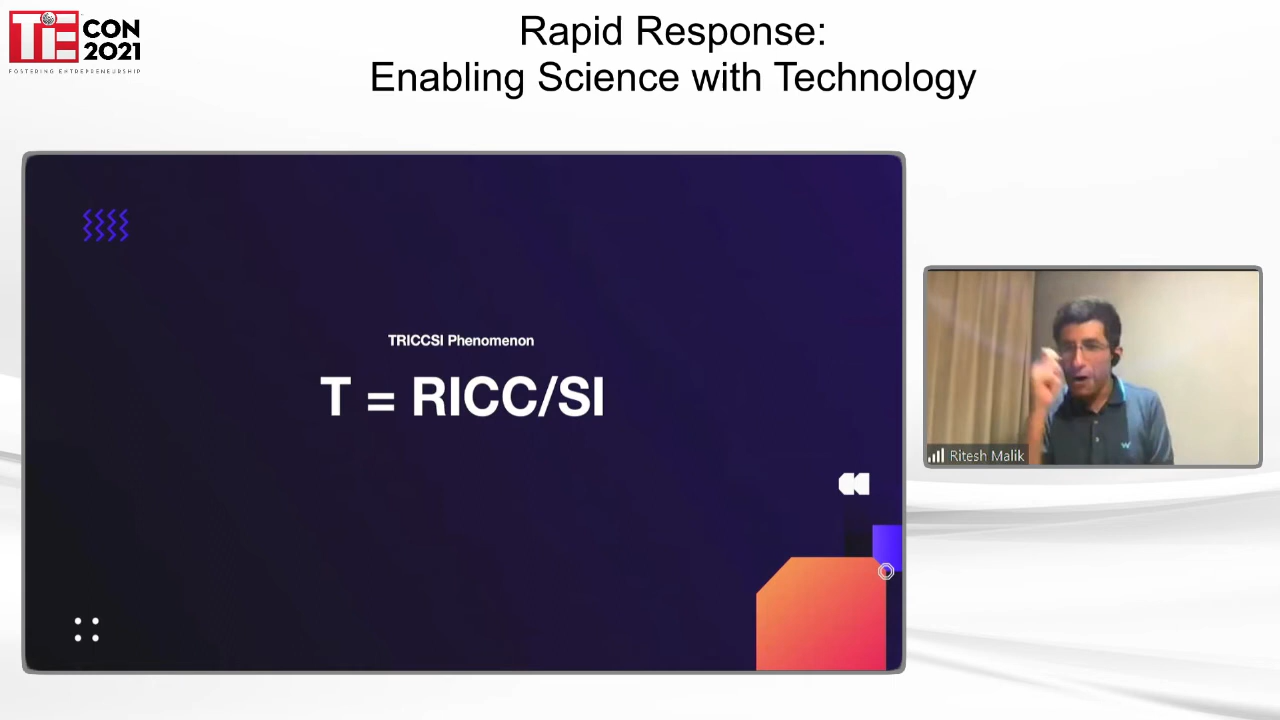 TiE
CON
2021
FOSTERING ENTREPRENEURSHIP
Rapid Response:
Enabling Science with Technology
TRICCSI Phenomenon
T = RICC/SI
Ritesh Malik